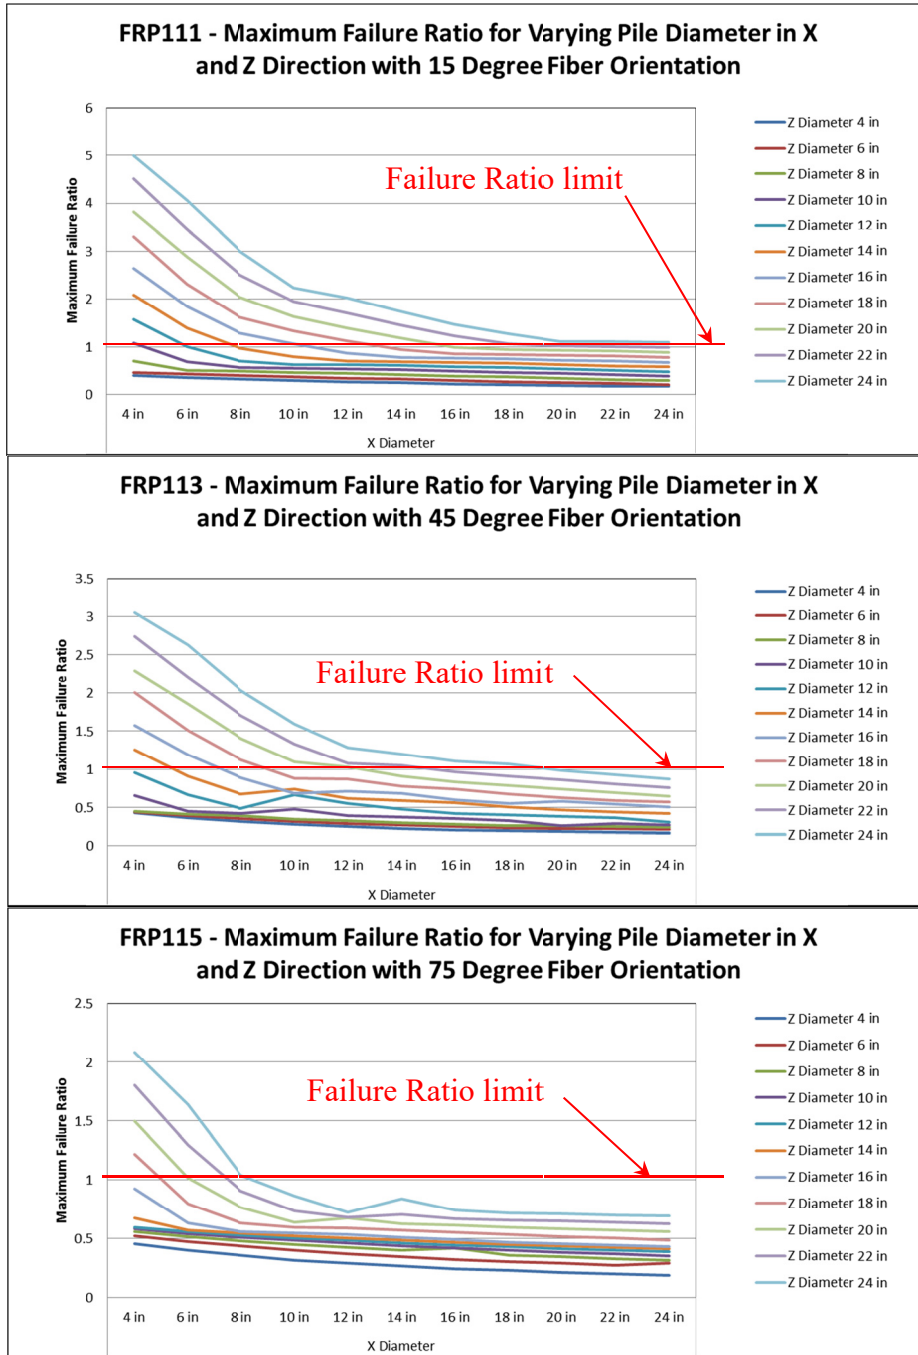 FRP111 - Maximum Failure Ratio for Varying Pile Diameter in X
and Z Direction with 15 Degree Fiber Orientation
6
5
4
3
2
1
0
Maximum Failure Ratio
Failure Ratio limit
4 in 6 in 8 in 10 in 12 in 14 in 16 in 18 in 20 in 22 in 24 in
X Diameter
Z Diameter 4 in
Z Diameter 6 in
Z Diameter 8 in
Z Diameter 10 in
Z Diameter 12 in
Z Diameter 14 in
Z Diameter 16 in
Z Diameter 18 in
Z Diameter 20 in
Z Diameter 22 in
Z Diameter 24 in
FRP113 - Maximum Failure Ratio for Varying Pile Diameter in X
and Z Direction with 45 Degree Fiber Orientation
3.5
3
2.5
2
1.5
1
0.5
0
Maximum Failure Ratio
Failure Ratio limit
4 in 6 in 8 in 10 in 12 in 14 in 16 in 18 in 20 in 22 in 24 in
X Diameter
Z Diameter 4 in
Z Diameter 6 in
Z Diameter 8 in
Z Diameter 10 in
Z Diameter 12 in
Z Diameter 14 in
Z Diameter 16 in
Z Diameter 18 in
Z Diameter 20 in
Z Diameter 22 in
Z Diameter 24 in
FRP115 - Maximum Failure Ratio for Varying Pile Diameter in X
and Z Direction with 75 Degree Fiber Orientation
2.5
2
1.5
1
0.5
0
Maximum Failure Ratio
Failure Ratio limit
4 in 6 in 8 in 10 in 12 in 14 in 16 in 18 in 20 in 22 in 24 in
X Diameter
Z Diameter 4 in
Z Diameter 6 in
Z Diameter 8 in
Z Diameter 10 in
Z Diameter 12 in
Z Diameter 14 in
Z Diameter 16 in
Z Diameter 18 in
Z Diameter 20 in
Z Diameter 22 in
Z Diameter 24 in